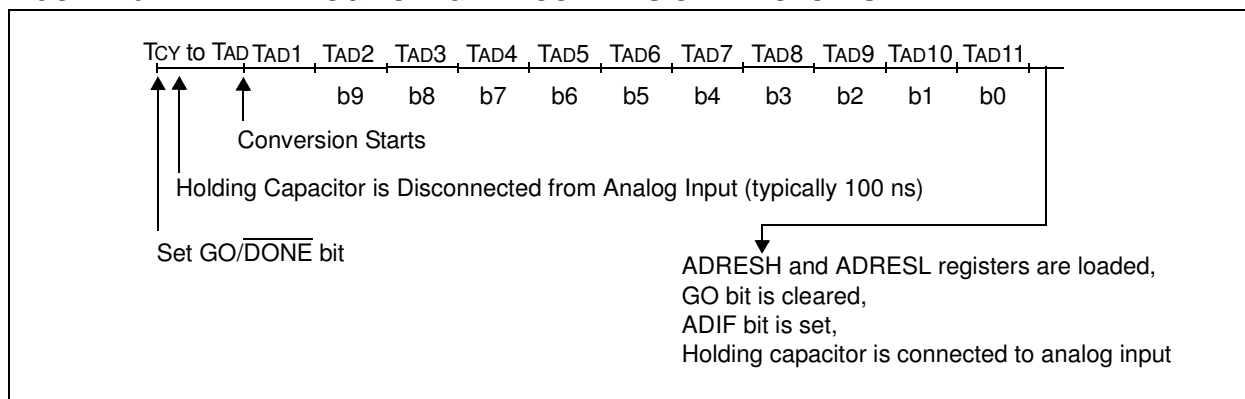 TCY to TAD TAD1 TAD2 TAD3 TAD4 TAD5 TAD6 TAD7 TAD8 TAD9 TAD10 TAD11
b9 b8 b7 b6 b5 b4 b3 b2 b1 b0
Conversion Starts
Holding Capacitor is Disconnected from Analog Input (typically 100 ns)
Set GO/DONE bit
ADRESH and ADRESL registers are loaded,
GO bit is cleared,
ADIF bit is set,
Holding capacitor is connected to analog input